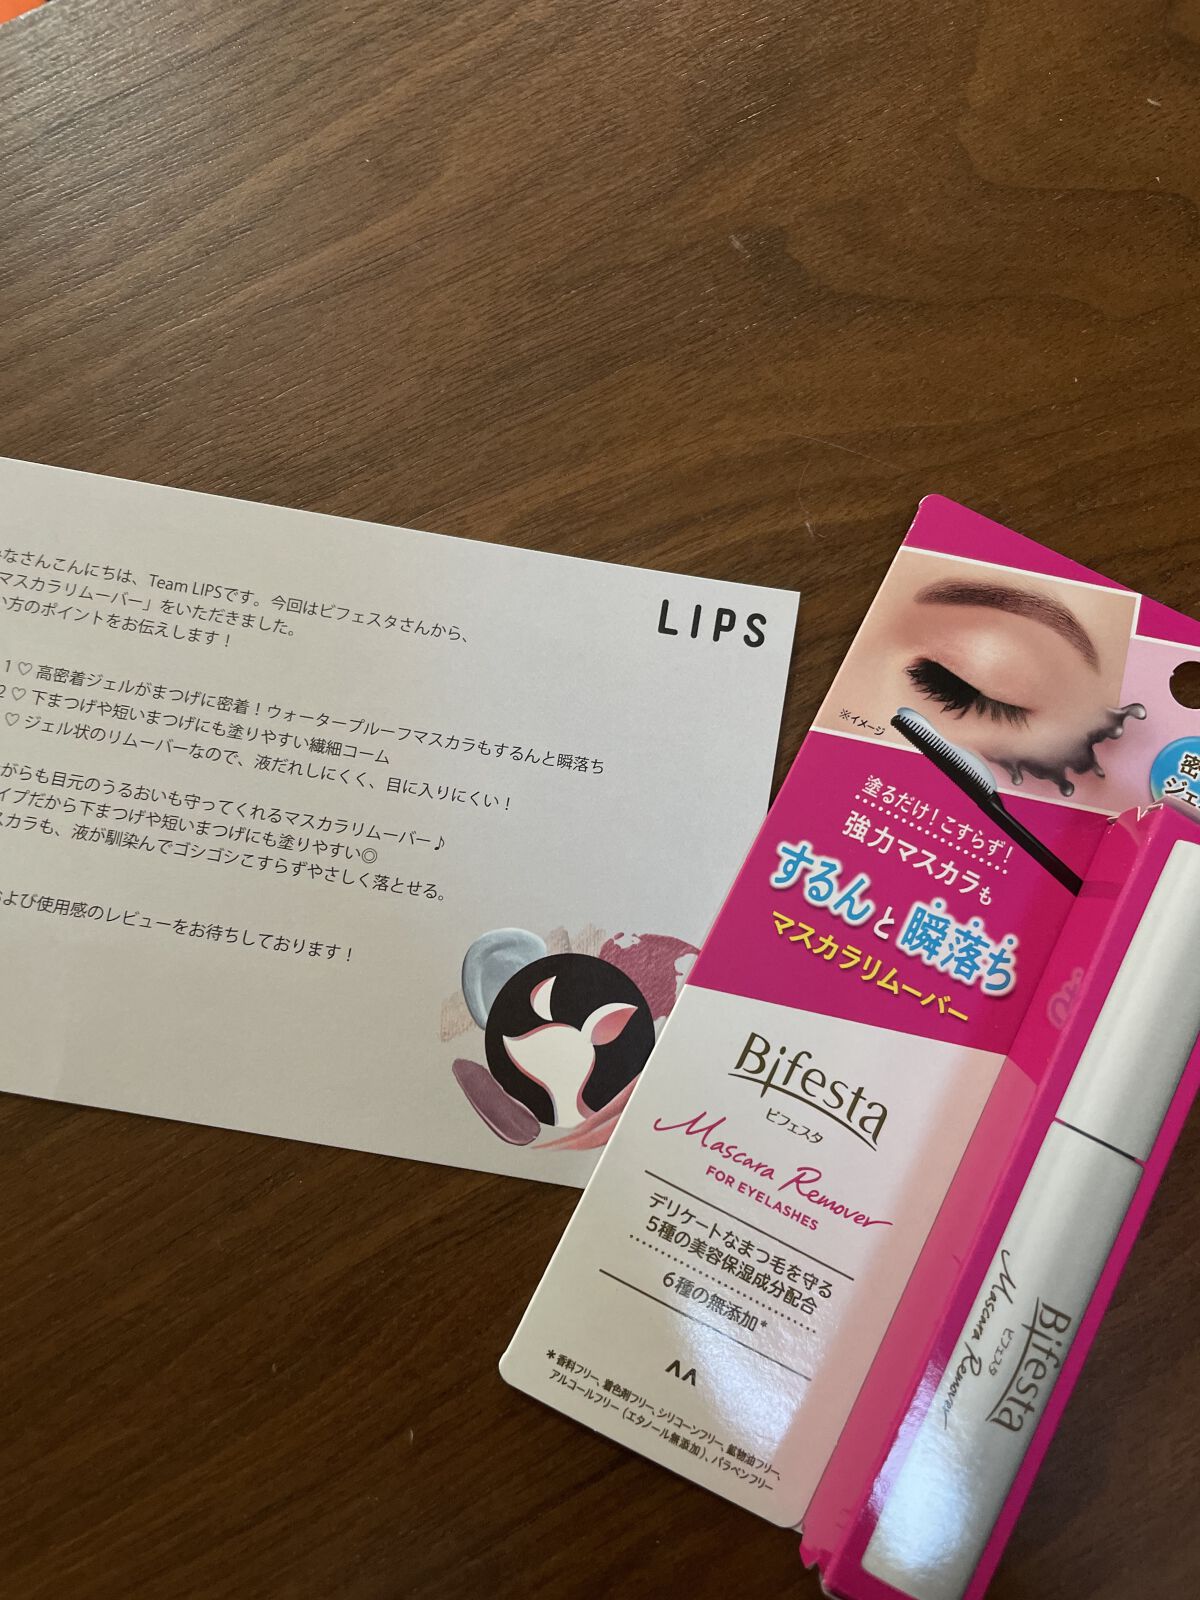 LIPS
なさんこんにちは、Team LIPSです。今回はビフェスタさんから、
マスカラリムーバー」をいただきました。
い方のポイントをお伝えします！
1♡高密着ジェルがまつげに密着！ウォータープルーフマスカラもするんと瞬落ち
2♡下まつげや短いまつげにも塗りやすい繊細コーム
♡ジェル状のリムーバーなので、液だれしにくく、目に入りにくい！
がらも目元のうるおいも守ってくれるマスカラリムーバー♪
イプだから下まつげや短いまつげにも塗りやすい◎
スカラも、液が馴染んでゴシゴシこすらずやさしく落とせる。
および使用感のレビューをお待ちしております！
※イメージ
密
ジェ
塗るだけ！こすらず！
強力マスカラも
するんと瞬落ち
マスカラリムーバー
Bifesta
ビフェスタ
Mascara Remover
FOR EYELASHES
デリケートなまつ毛を守る
5種の美容保湿成分配合
6種の無添加*
*香料フリー、着色剤フリー、シリコーンフリー、鉱物油フリー、
アルコールフリー（エタノール無添加）、パラベンフリー
Bifesta
ビフェスタ
Mascara Remover